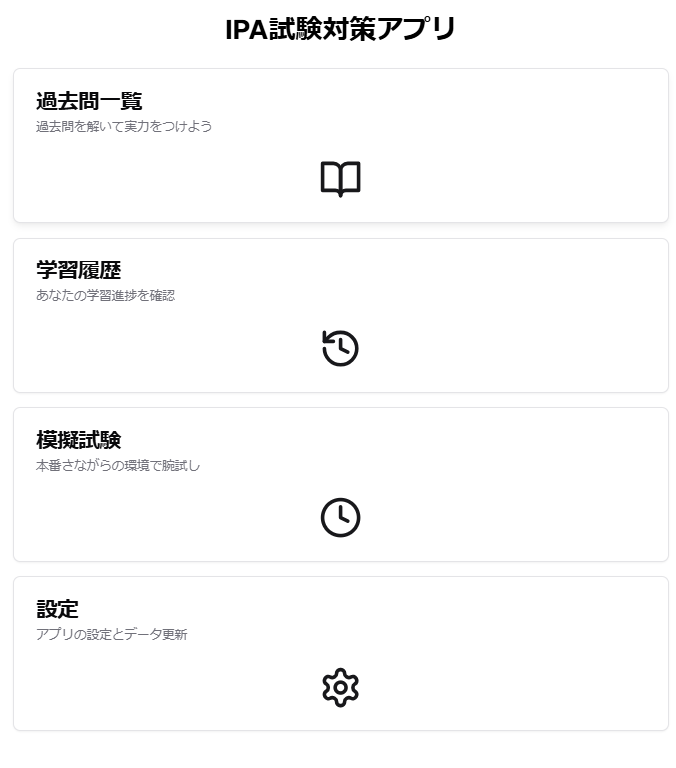 IPA試験対策アプリ
過去問一覧
過去問を解いて実力をつけよう
学習履歴
あなたの学習進捗を確認
模擬試験
本番さながらの環境で腕試し
設定
アプリの設定とデータ更新